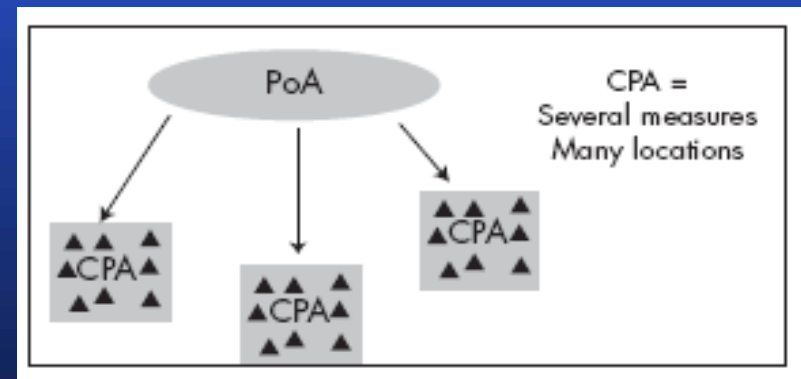 PoA
CPA =
Several measures
Many locations
CPA
CPA
CPA